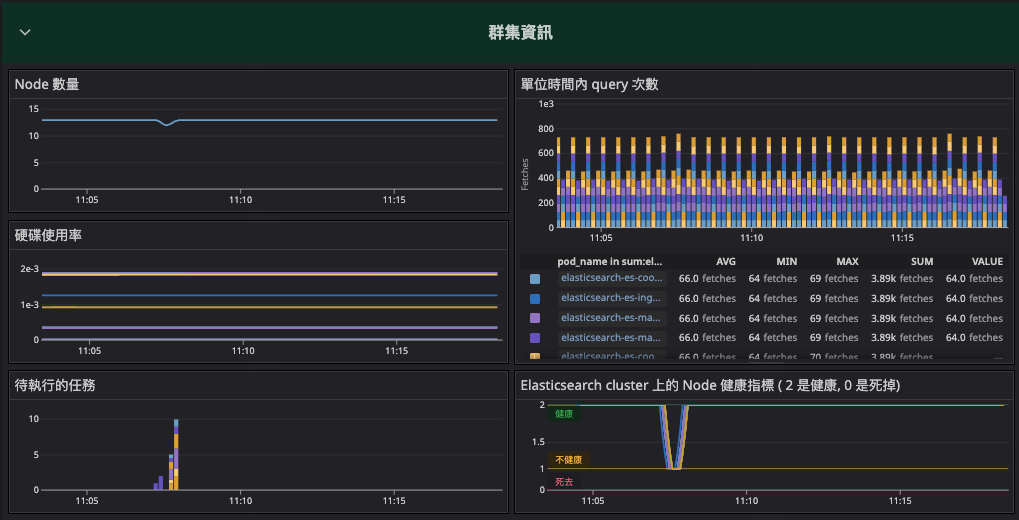 群集資訊
Node 數量
15
10
5
0
11:05 11:10 11:15
單位時間內 query 次數
Fetches
1e3
800
600
400
200
0
11:05 11:10 11:15
pod_name in sum:el... AVG MIN MAX SUM VALUE
elasticsearch-es-coo... 66.0 fetches 64 fetches 69 fetches 3.89k fetches 64.0 fetches
elasticsearch-es-ing... 66.0 fetches 64 fetches 69 fetches 3.89k fetches 64.0 fetches
elasticsearch-es-ma... 66.0 fetches 64 fetches 69 fetches 3.89k fetches 64.0 fetches
elasticsearch-es-ma... 66.0 fetches 64 fetches 69 fetches 3.89k fetches 64.0 fetches
elasticsearch-es-coo... 66.0 fetches 64 fetches 70 fetches 3.89k fetches
硬碟使用率
2e-3
1e-3
0
11:05 11:10 11:15
待執行的任務
10
5
0
11:05 11:10 11:15
Elasticsearch cluster 上的 Node 健康指標 ( 2 是健康, 0 是死掉)
2
健康
1.5
不健康
1
死去
0
11:05 11:10 11:15